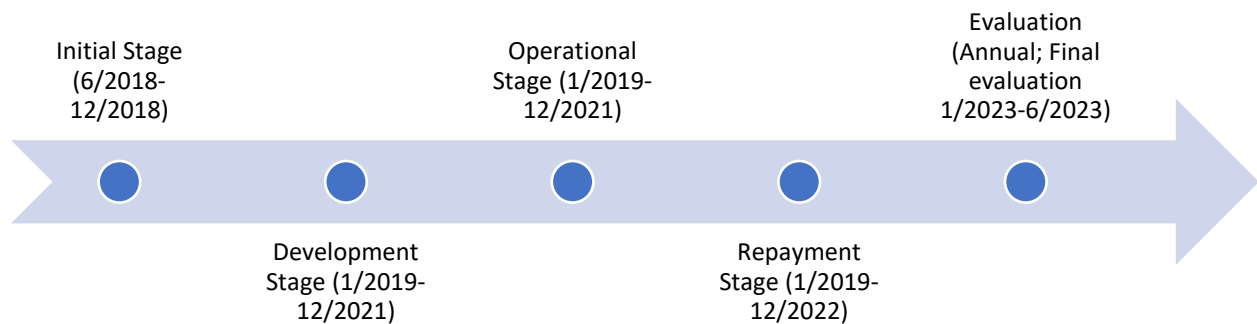 Initial Stage
(6/2018-
12/2018)
Development
Stage (1/2019-
12/2021)
Operational
Stage (1/2019-
12/2021)
Repayment
Stage (1/2019-
12/2022)
Evaluation
(Annual; Final
evaluation
1/2023-6/2023)